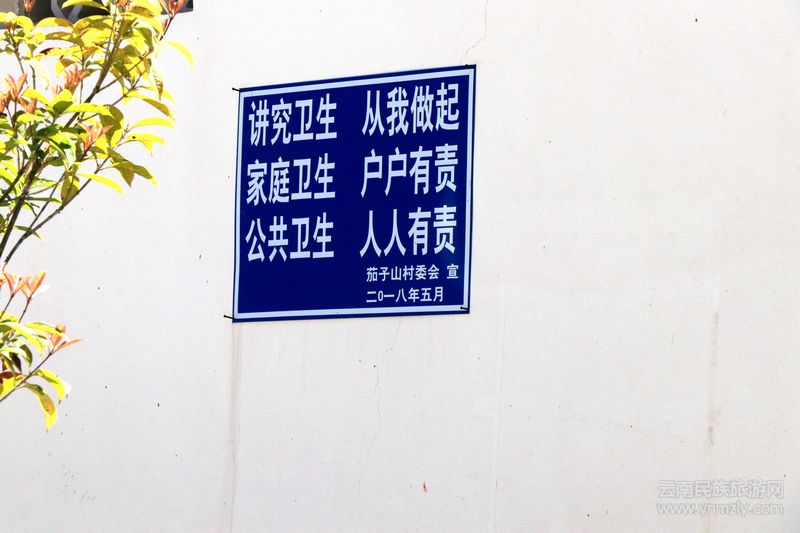 讲究卫生 从我做起
家庭卫生 户户有责
公共卫生 人人有责
茄子山村委会 宣
二0一八年五月
云南民族旅游网
www.ynmzly.com